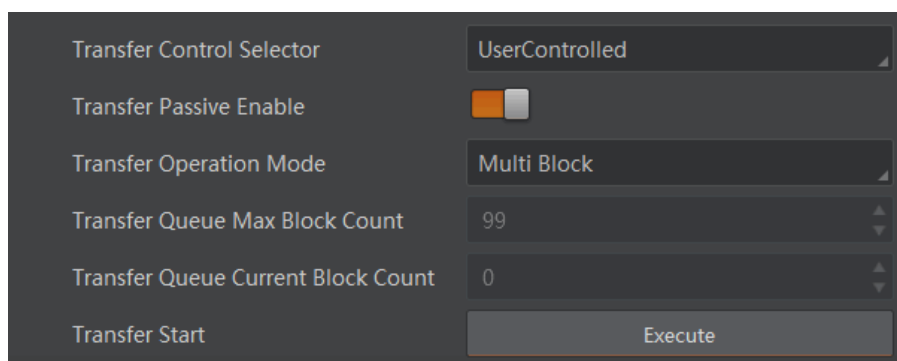 Transfer Control Selector UserControlled
Transfer Passive Enable
Transfer Operation Mode Multi Block
Transfer Queue Max Block Count 99
Transfer Queue Current Block Count 0
Transfer Start Execute